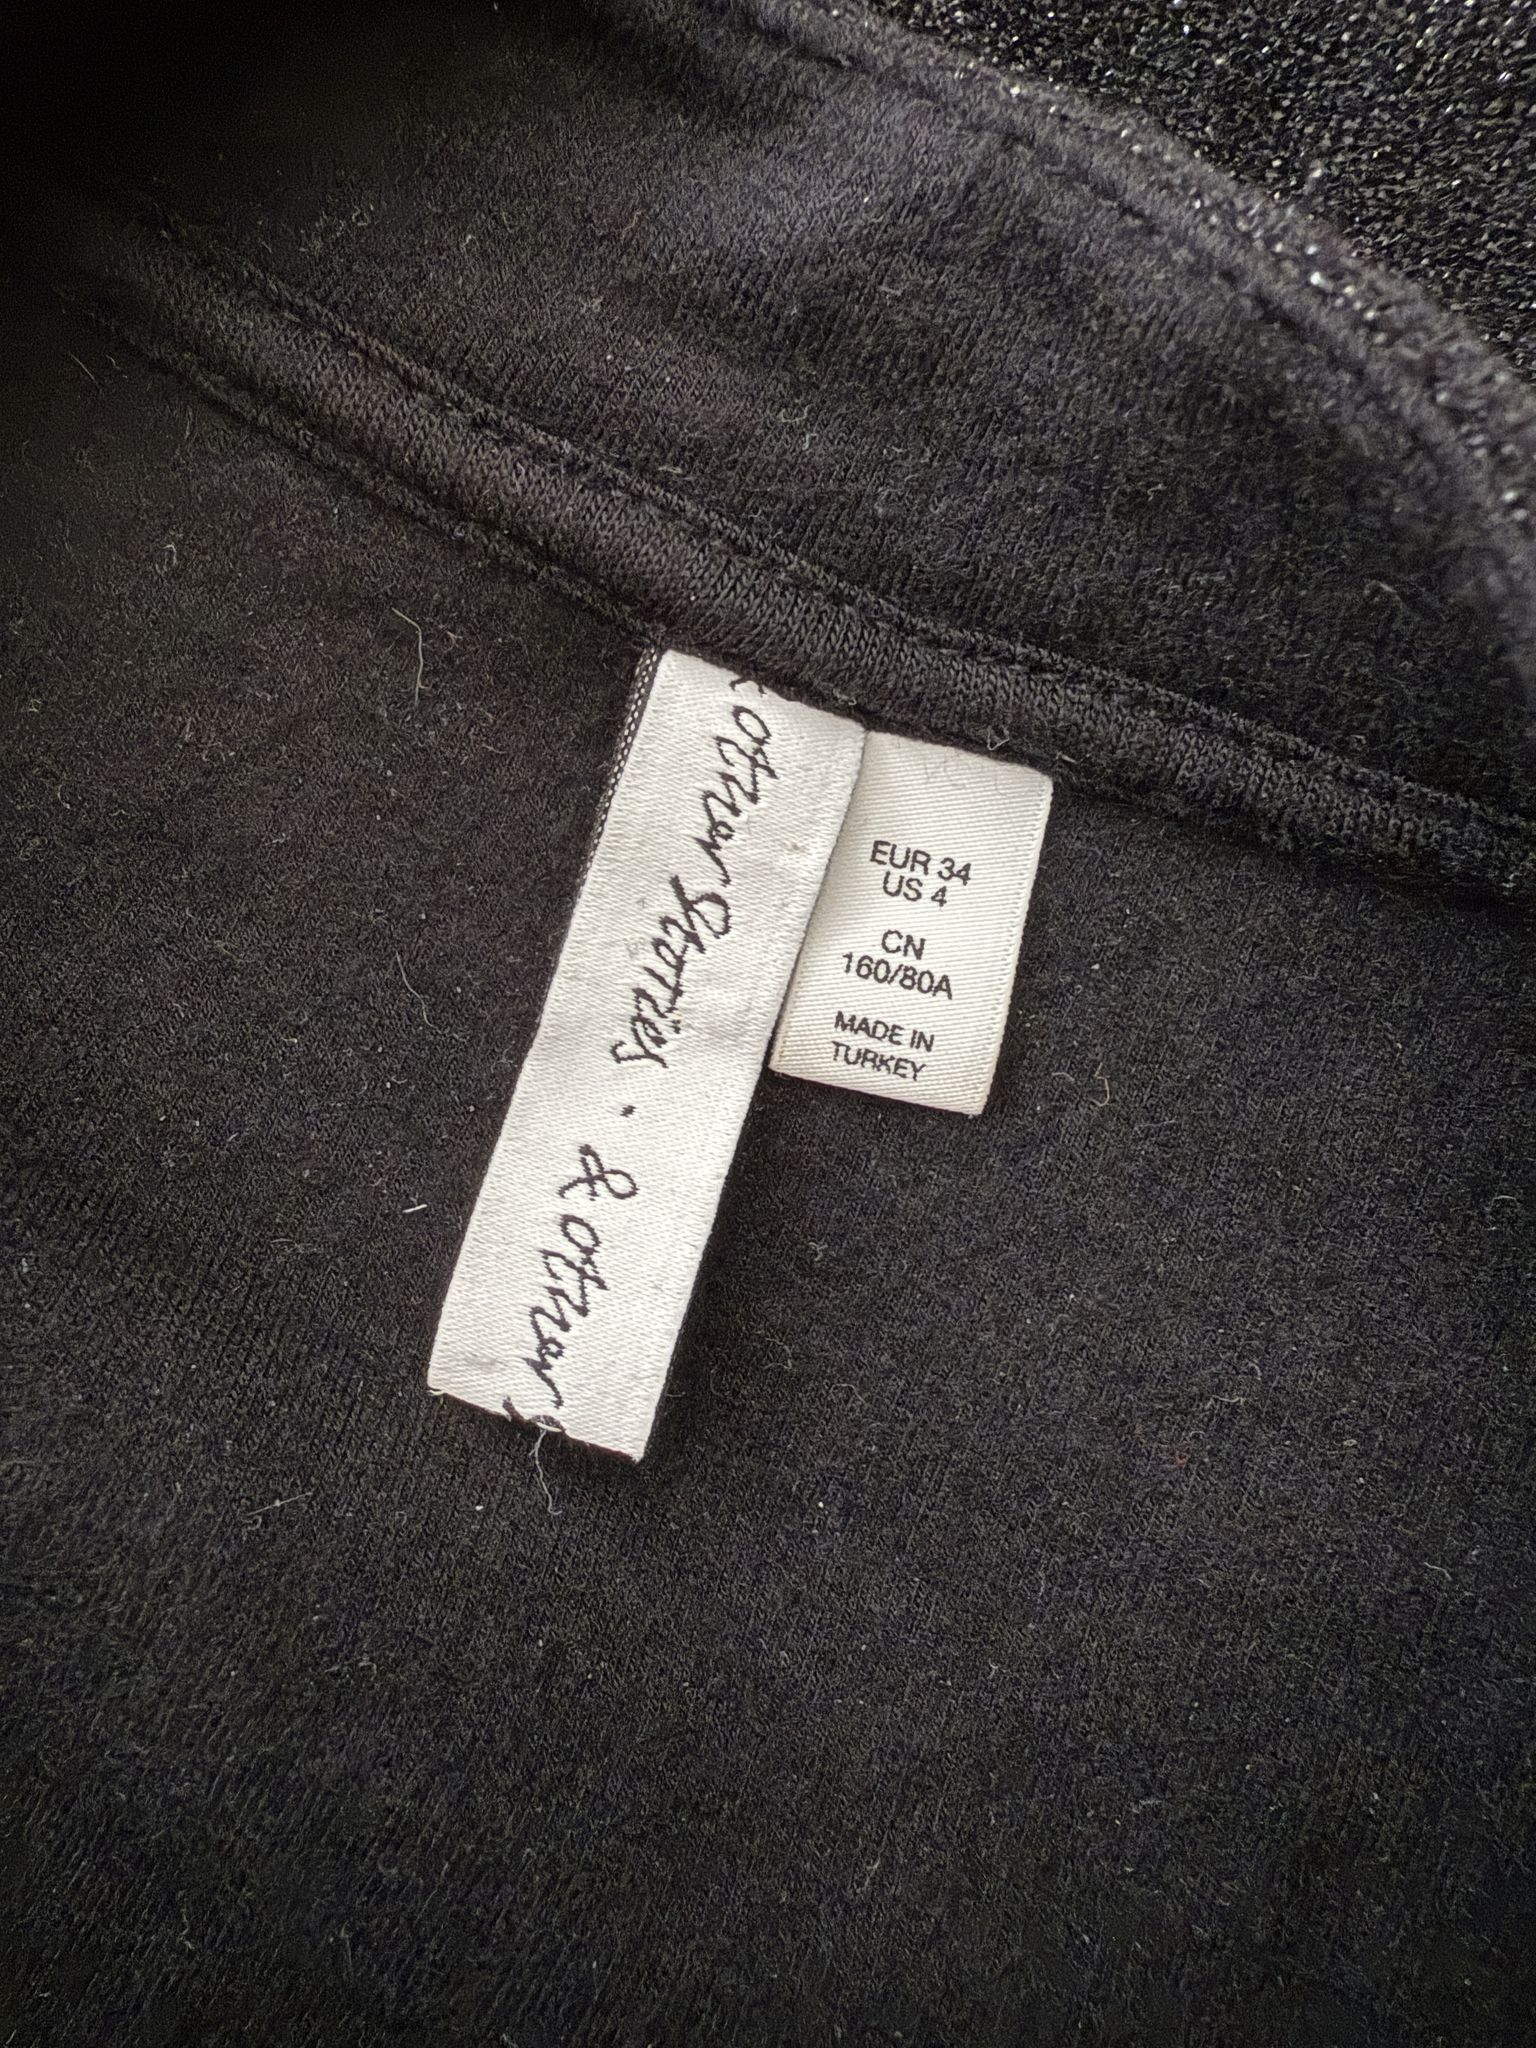 & other Stories. & other
EUR 34
US 4
CN
160/80A
MADE IN
TURKEY